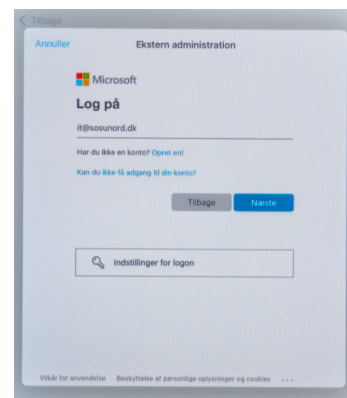 Tilbage
Annuller
Ekstern administration
Microsoft
Log på
it@sosunord.dk
Har du ikke en konto? Opret en!
Kan du ikke få adgang til din konto?
Tilbage
Næste
Indstillinger for logon
Vilkår for anvendelse Beskyttelse af personlige oplysninger og cookies ...